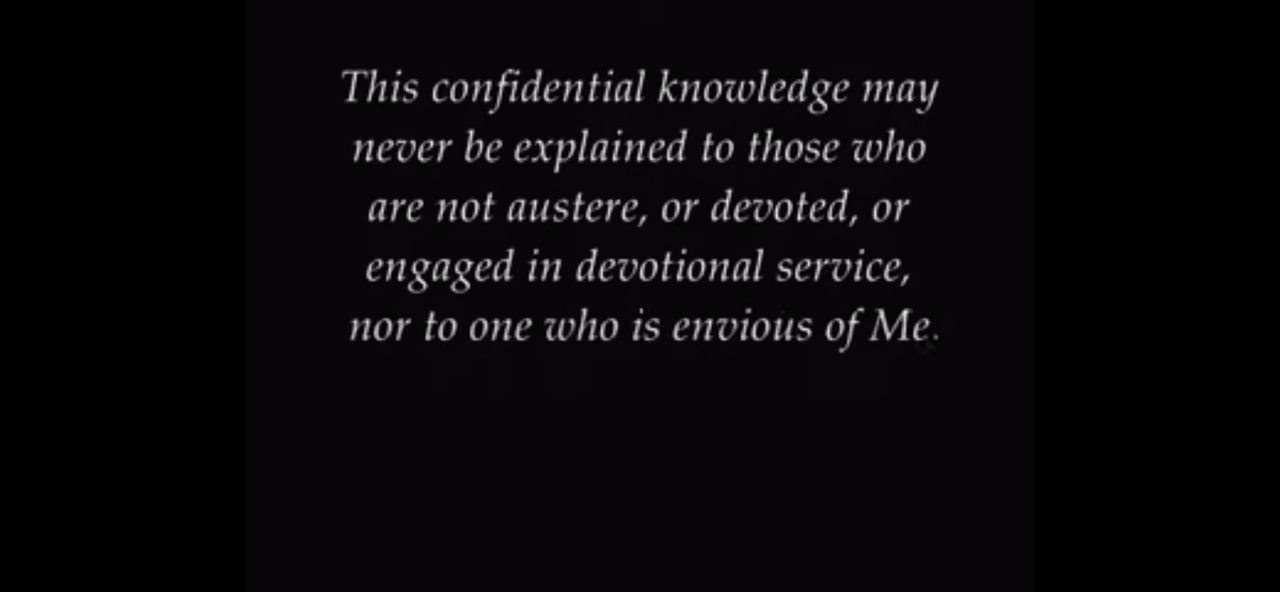 This confidential knowledge may
never be explained to those who
are not austere, or devoted, or
engaged in devotional service,
nor to one who is envious of Me.